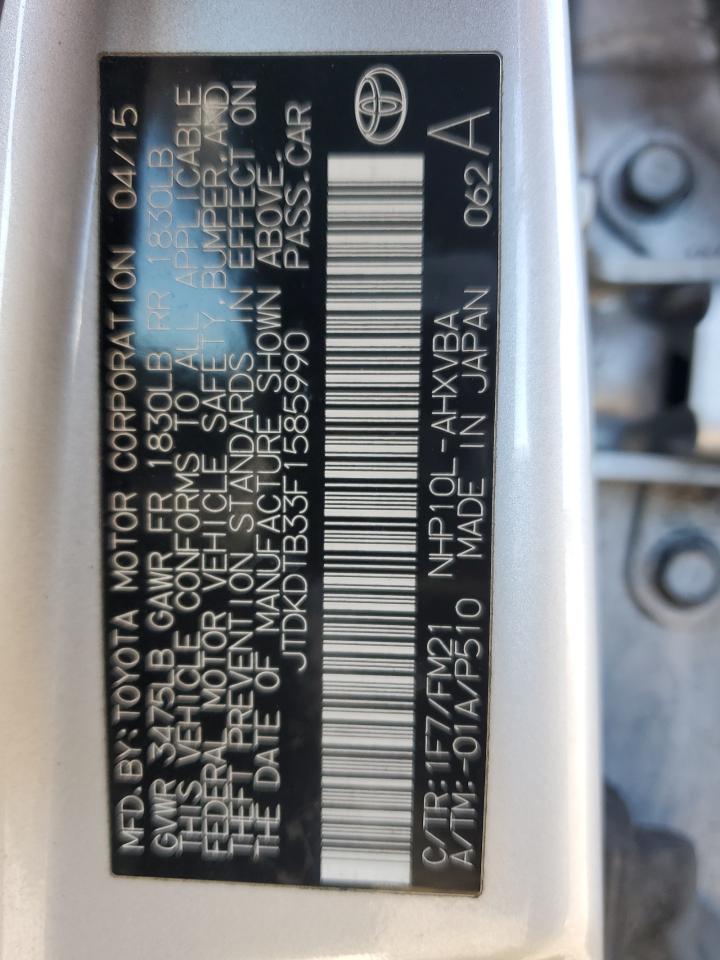 MFD.BY:TOYOTA MOTOR CORPORATION 04/15
GVWR 3475LB GAWR FR 1830LB RR 1830LB
THIS VEHICLE CONFORMS TO ALL APPLICABLE
FEDERAL MOTOR VEHICLE SAFETY,BUMPER,AND
THEFT PREVENTION STANDARDS IN EFFECT ON
THE DATE OF MANUFACTURE SHOWN ABOVE.
JTDKDTB33F1585990 PASS.CAR
C/TR:1F7/FM21 NHP10L-AHXVBA 062 A
A/TM:-01A/P510 MADE IN JAPAN